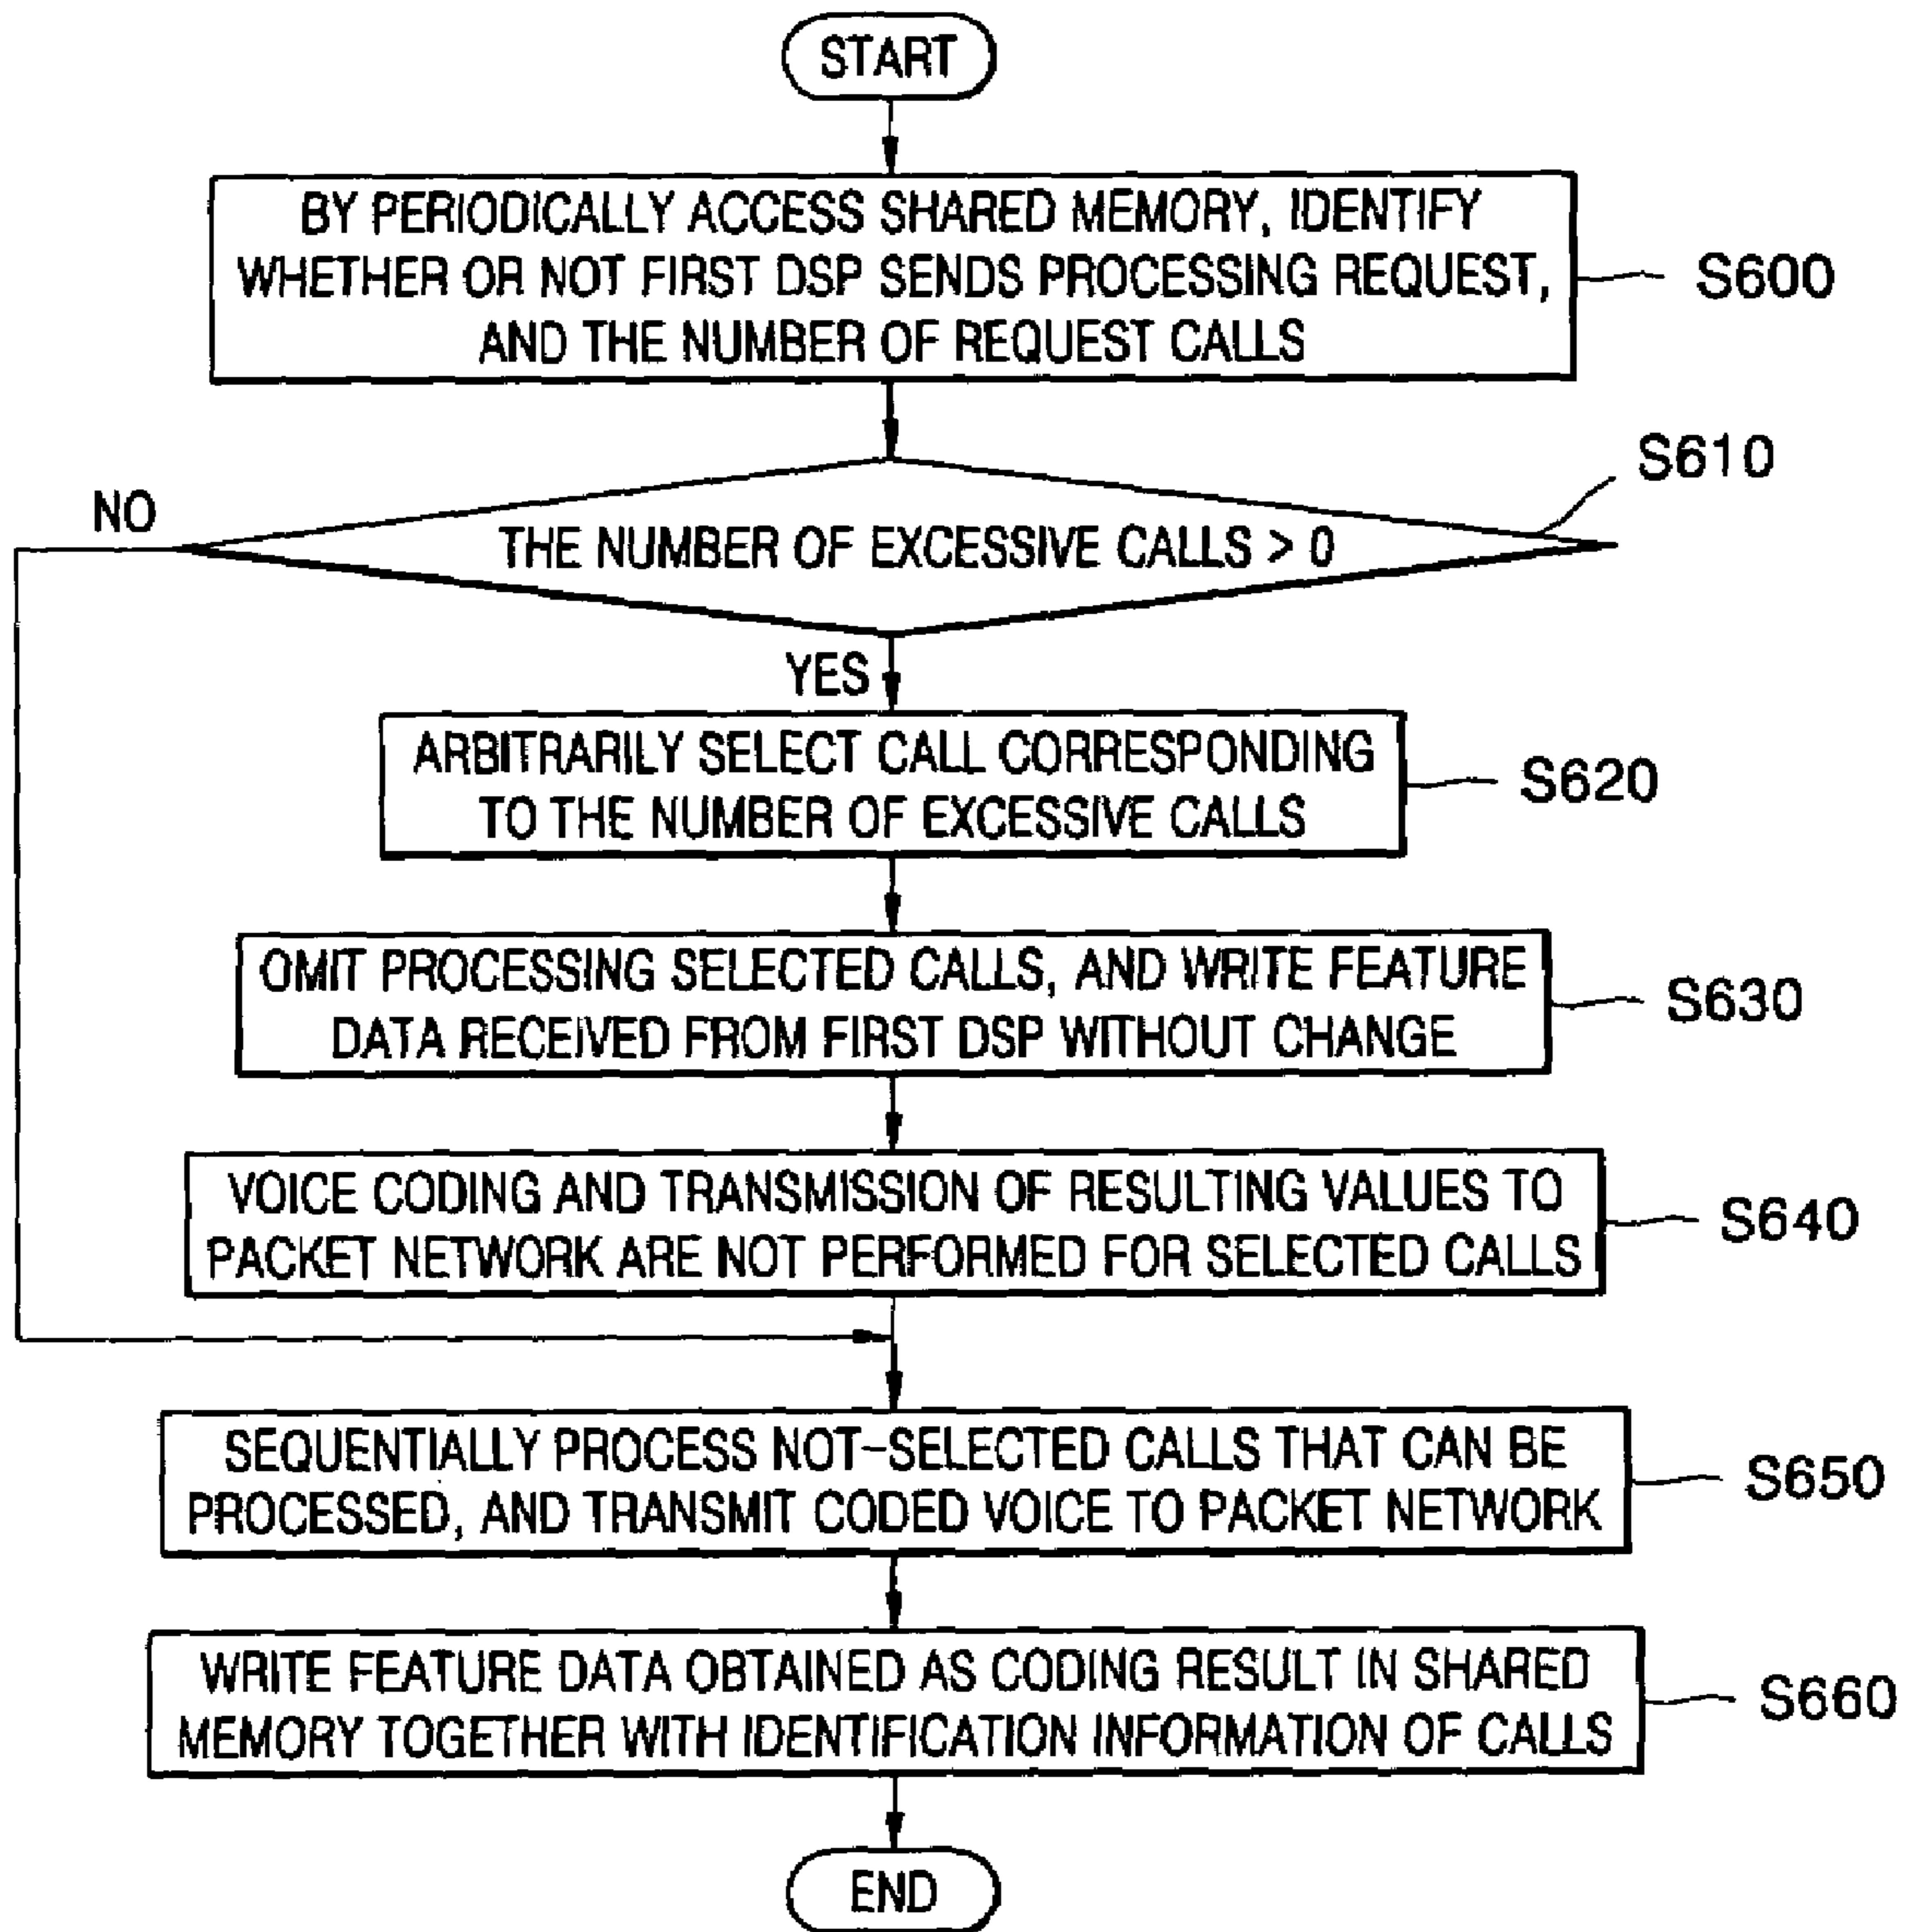 START
BY PERIODICALLY ACCESS SHARED MEMORY, IDENTIFY
WHETHER OR NOT FIRST DSP SENDS PROCESSING REQUEST,
AND THE NUMBER OF REQUEST CALLS
S600
S610
NO
THE NUMBER OF EXCESSIVE CALLS > 0
YES
ARBITRARILY SELECT CALL CORRESPONDING
TO THE NUMBER OF EXCESSIVE CALLS
S620
OMIT PROCESSING SELECTED CALLS, AND WRITE FEATURE
DATA RECEIVED FROM FIRST DSP WITHOUT CHANGE
S630
VOICE CODING AND TRANSMISSION OF RESULTING VALUES TO
PACKET NETWORK ARE NOT PERFORMED FOR SELECTED CALLS
S640
SEQUENTIALLY PROCESS NOT-SELECTED CALLS THAT CAN BE
PROCESSED, AND TRANSMIT CODED VOICE TO PACKET NETWORK
S650
WRITE FEATURE DATA OBTAINED AS CODING RESULT IN SHARED
MEMORY TOGETHER WITH IDENTIFICATION INFORMATION OF CALLS
S660
END